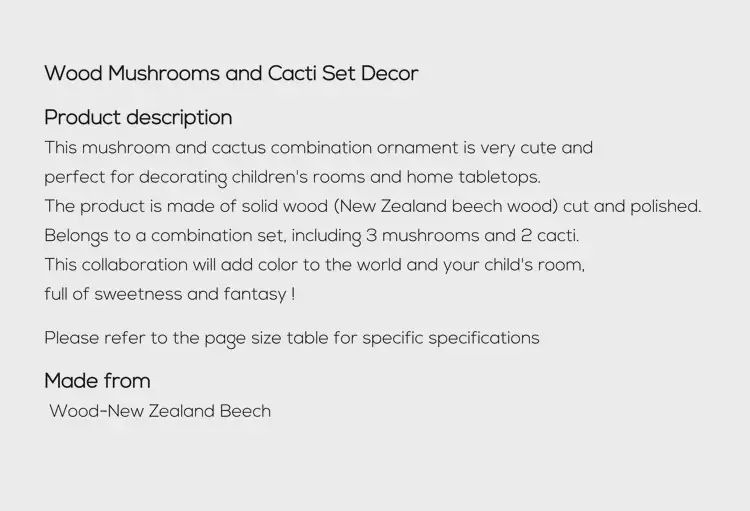 Wood Mushrooms and Cacti Set Decor
Product description
This mushroom and cactus combination ornament is very cute and
perfect for decorating children's rooms and home tabletops.
The product is made of solid wood (New Zealand beech wood) cut and polished.
Belongs to a combination set, including 3 mushrooms and 2 cacti.
This collaboration will add color to the world and your child's room,
full of sweetness and fantasy !
Please refer to the page size table for specific specifications
Made from
Wood-New Zealand Beech